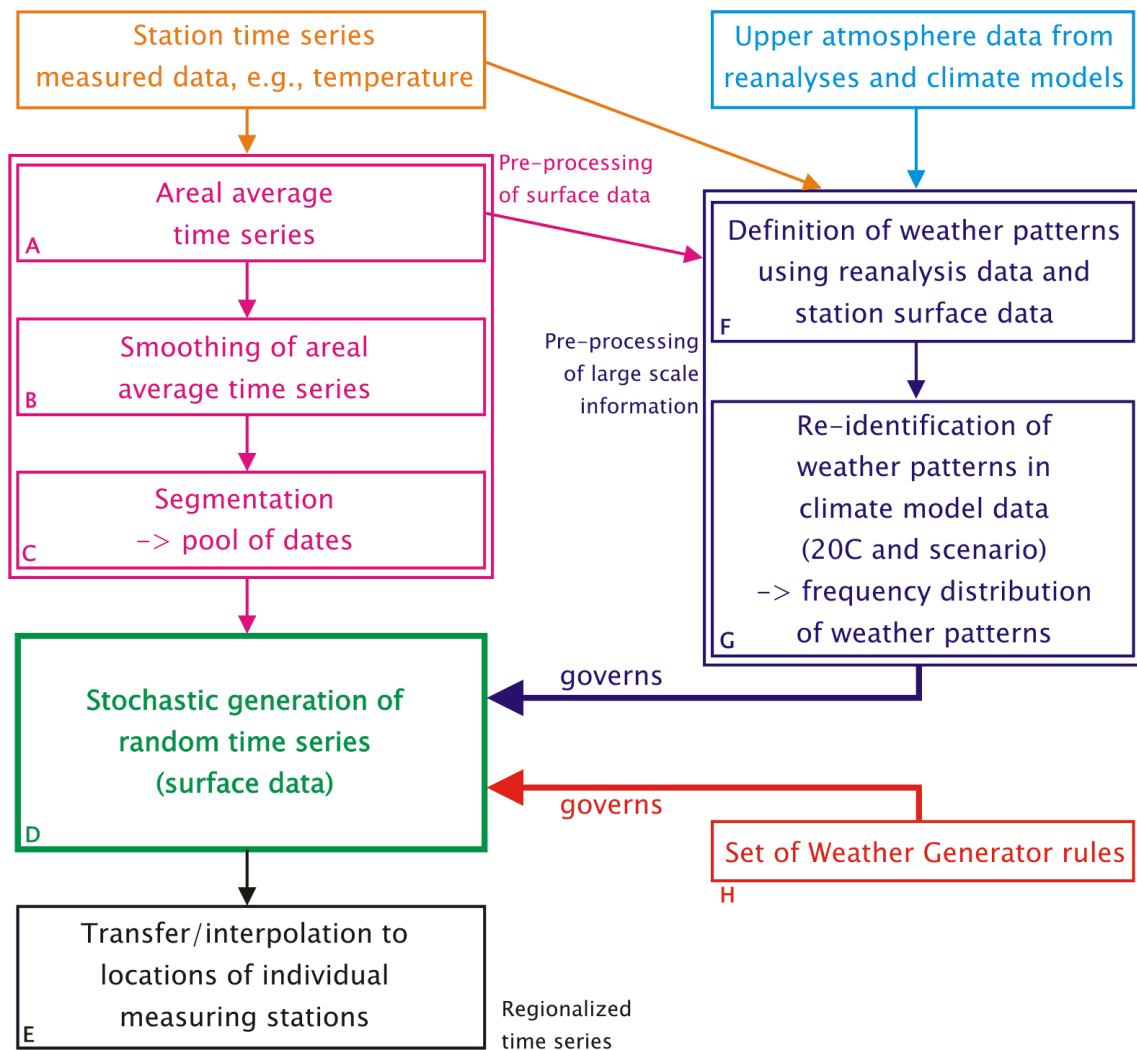 Station time series
measured data, e.g., temperature
Upper atmosphere data from
reanalyses and climate models
Pre-processing
of surface data
Areal average
time series
A
Smoothing of areal
average time series
B
Segmentation
-> pool of dates
C
Definition of weather patterns
using reanalysis data and
station surface data
F
Pre-processing
of large scale
information
Re-identification of
weather patterns in
climate model data
(20C and scenario)
-> frequency distribution
of weather patterns
G
governs
Stochastic generation of
random time series
(surface data)
D
governs
Set of Weather Generator rules
H
Transfer/interpolation to
locations of individual
measuring stations
E
Regionalized
time series